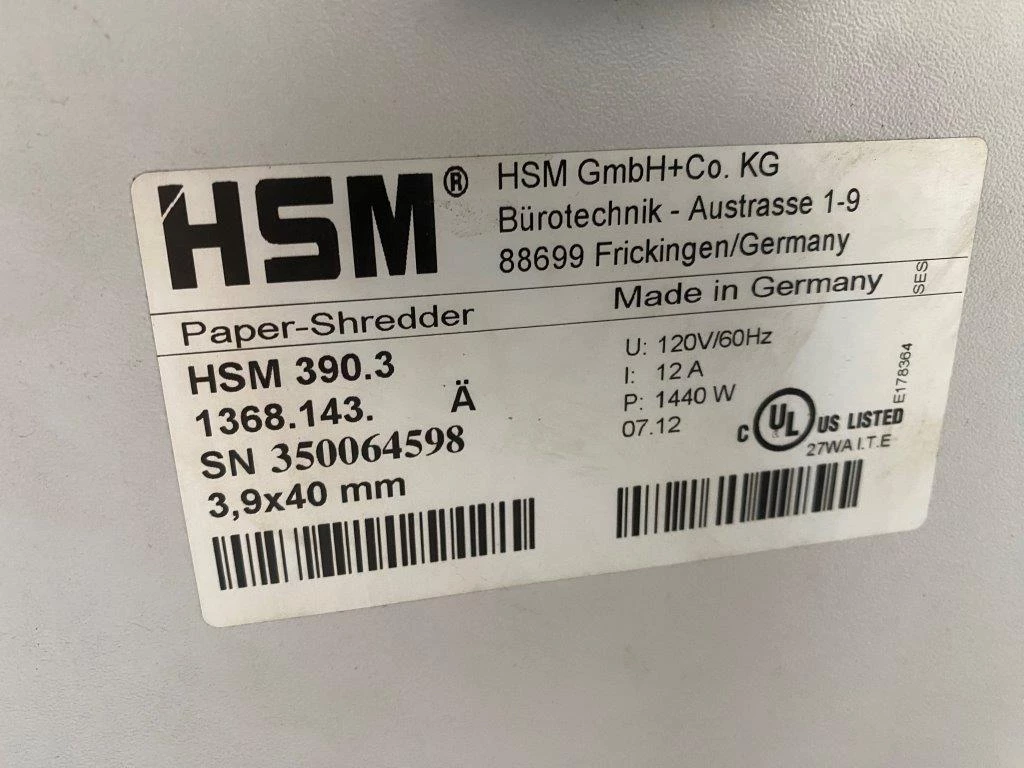 HSM®
HSM GmbH+Co. KG
Bürotechnik - Austrasse 1-9
88699 Frickingen/Germany
Paper-Shredder
Made in Germany
SES
HSM 390.3
1368.143. Ä
SN 350064598
3,9x40 mm
U: 120V/60Hz
I: 12 A
P: 1440 W
07.12
C UL US LISTED
27WA I.T.E
E178364